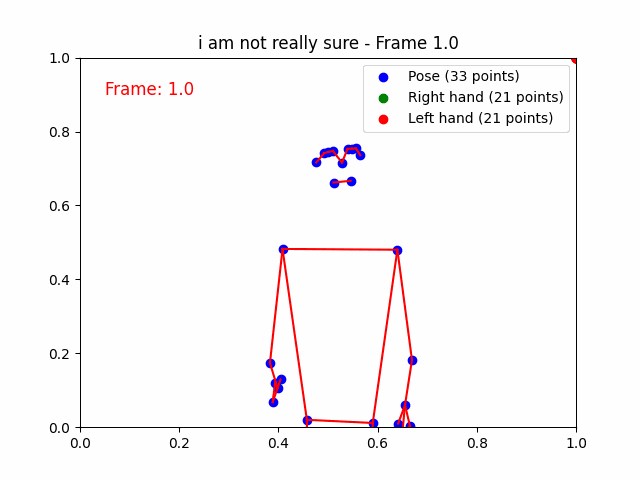 i am not really sure - Frame 1.0
Frame: 1.0
Pose (33 points)
Right hand (21 points)
Left hand (21 points)
1.0
0.8
0.6
0.4
0.2
0.0
0.0 0.2 0.4 0.6 0.8 1.0